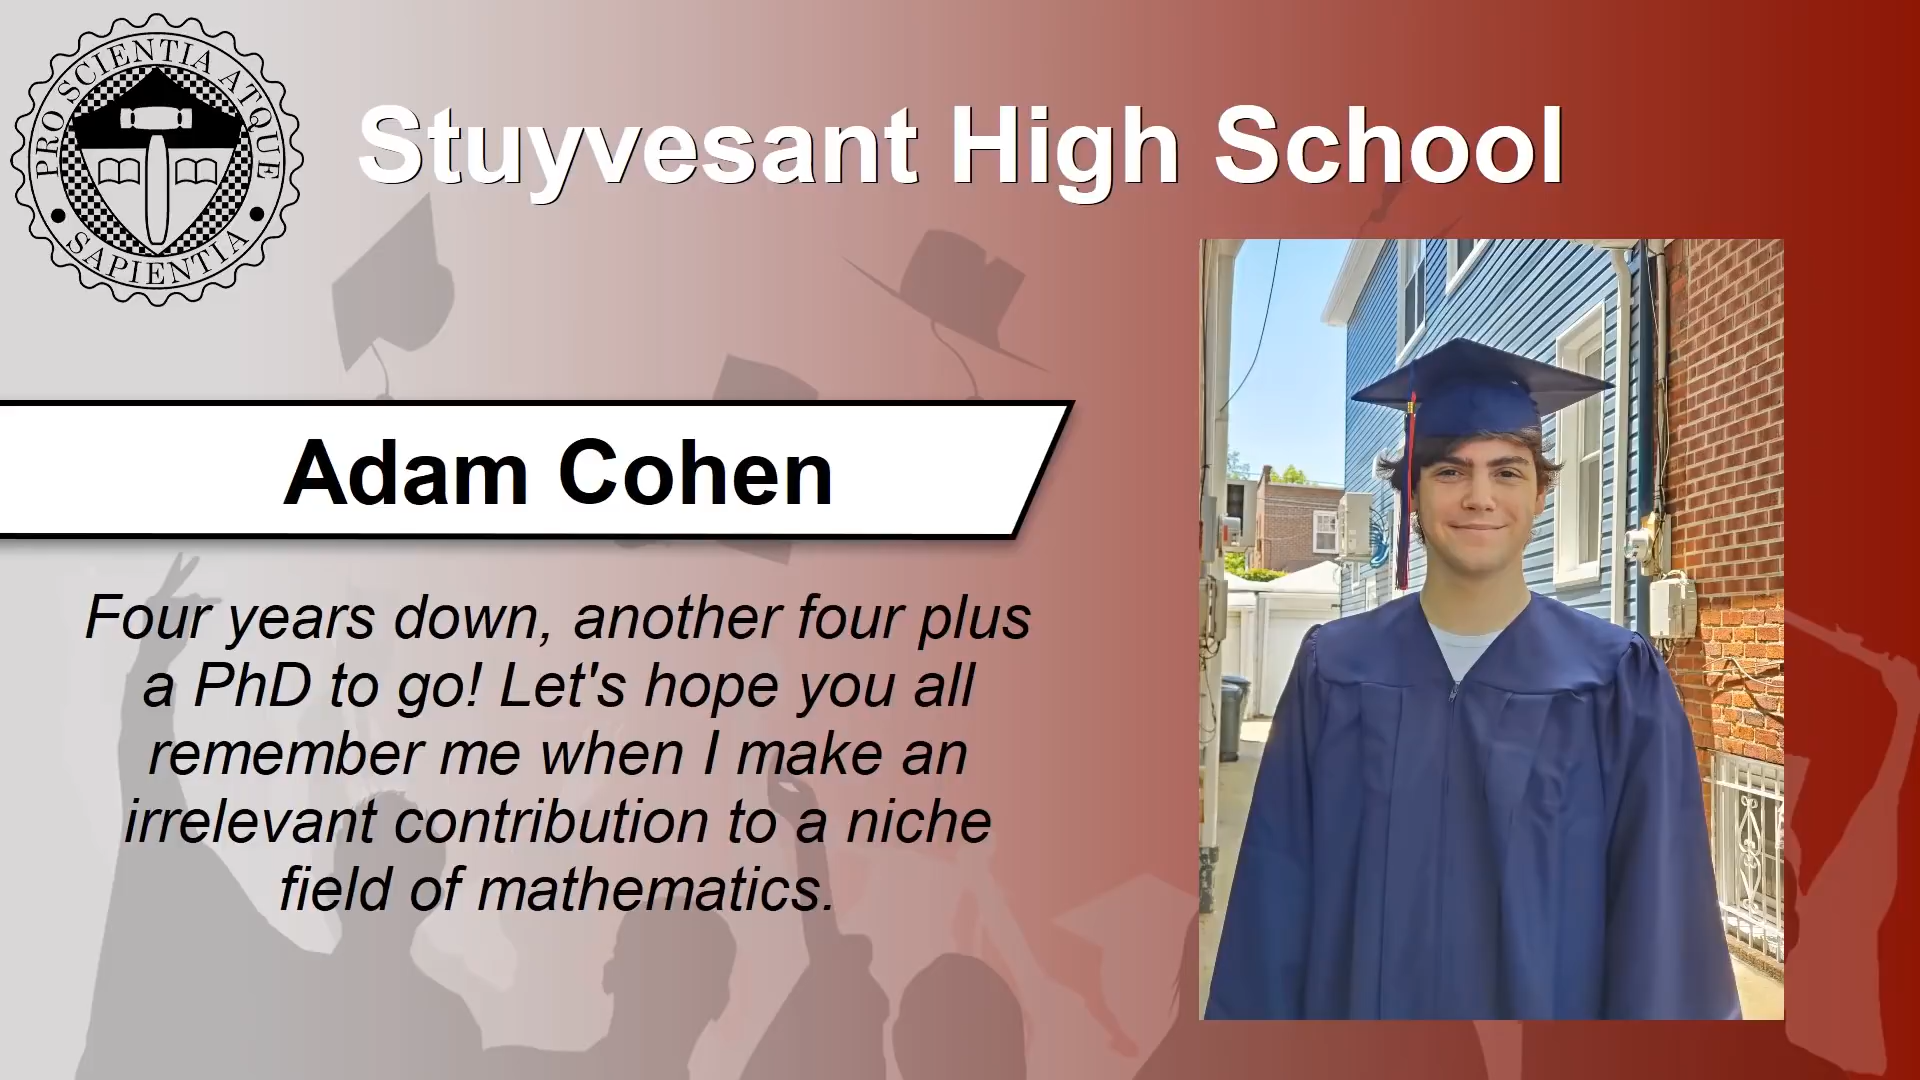 PRO SCIENTIA ATQUE
SAPIENTIA
Stuyvesant High School
Adam Cohen
Four years down, another four plus
a PhD to go! Let's hope you all
remember me when I make an
irrelevant contribution to a niche
field of mathematics.